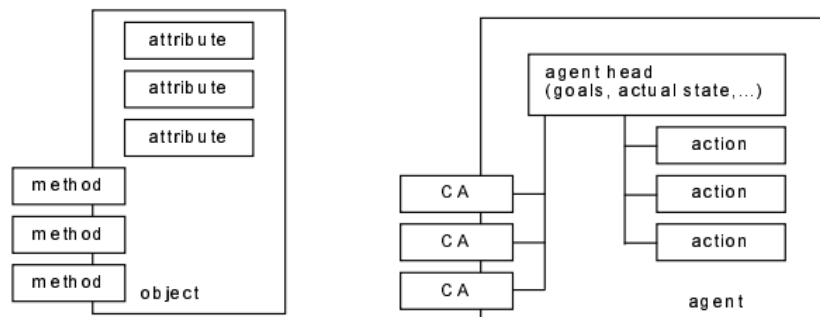 attribute
attribute
attribute
method
method
method
object
agent head
(goals, actual state,...)
action
action
action
CA
CA
CA
agent